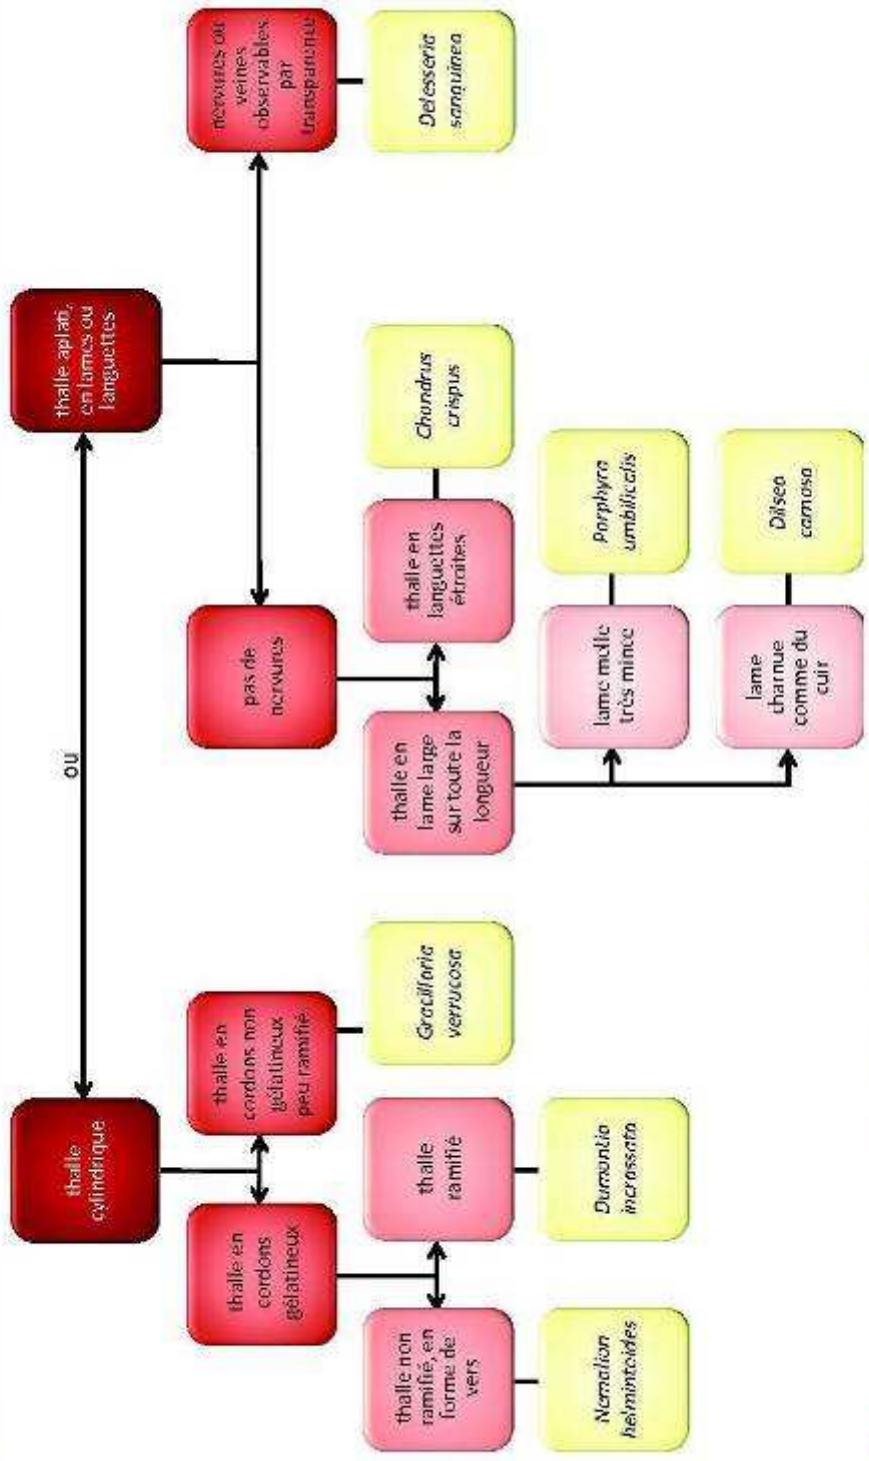 ou
thalle
cylindrique
thalle aplati,
en lames ou
languettes
thalle en
cordons
gélatineux
thalle en
cordons non
gélatineux
peu ramifié
pas de
nervures
nervures ou
veines
observables
par
transparence
thalle non
ramifié, en
forme de
vers
thalle
ramifié
Gracillaria
verrucosa
thalle en
lame large
sur toute la
longueur
thalle en
languettes
étroites
Chondrus
crispus
Delesseria
sanguinea
Nemalion
helmintoides
Dumontia
incrassata
lame molle
très mince
Porphyra
umbilicalis
lame
charnue
comme du
cuir
Dilsea
carnosa